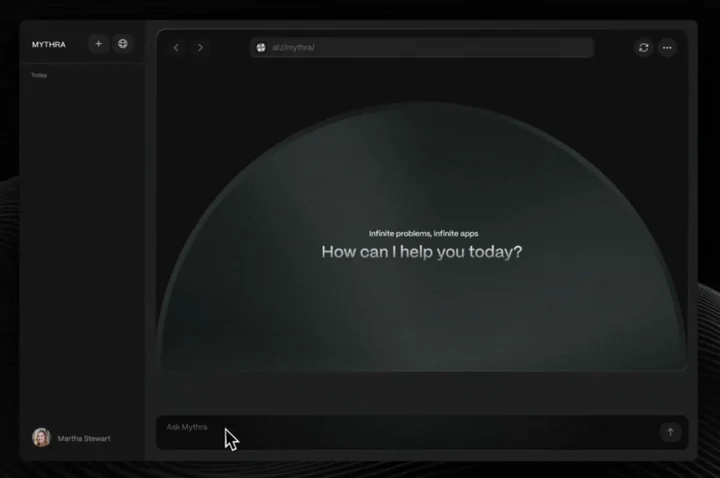 MYTHRA
Today
ai://mythra/
Infinite problems, infinite apps
How can I help you today?
Ask Mythra
Martha Stewart